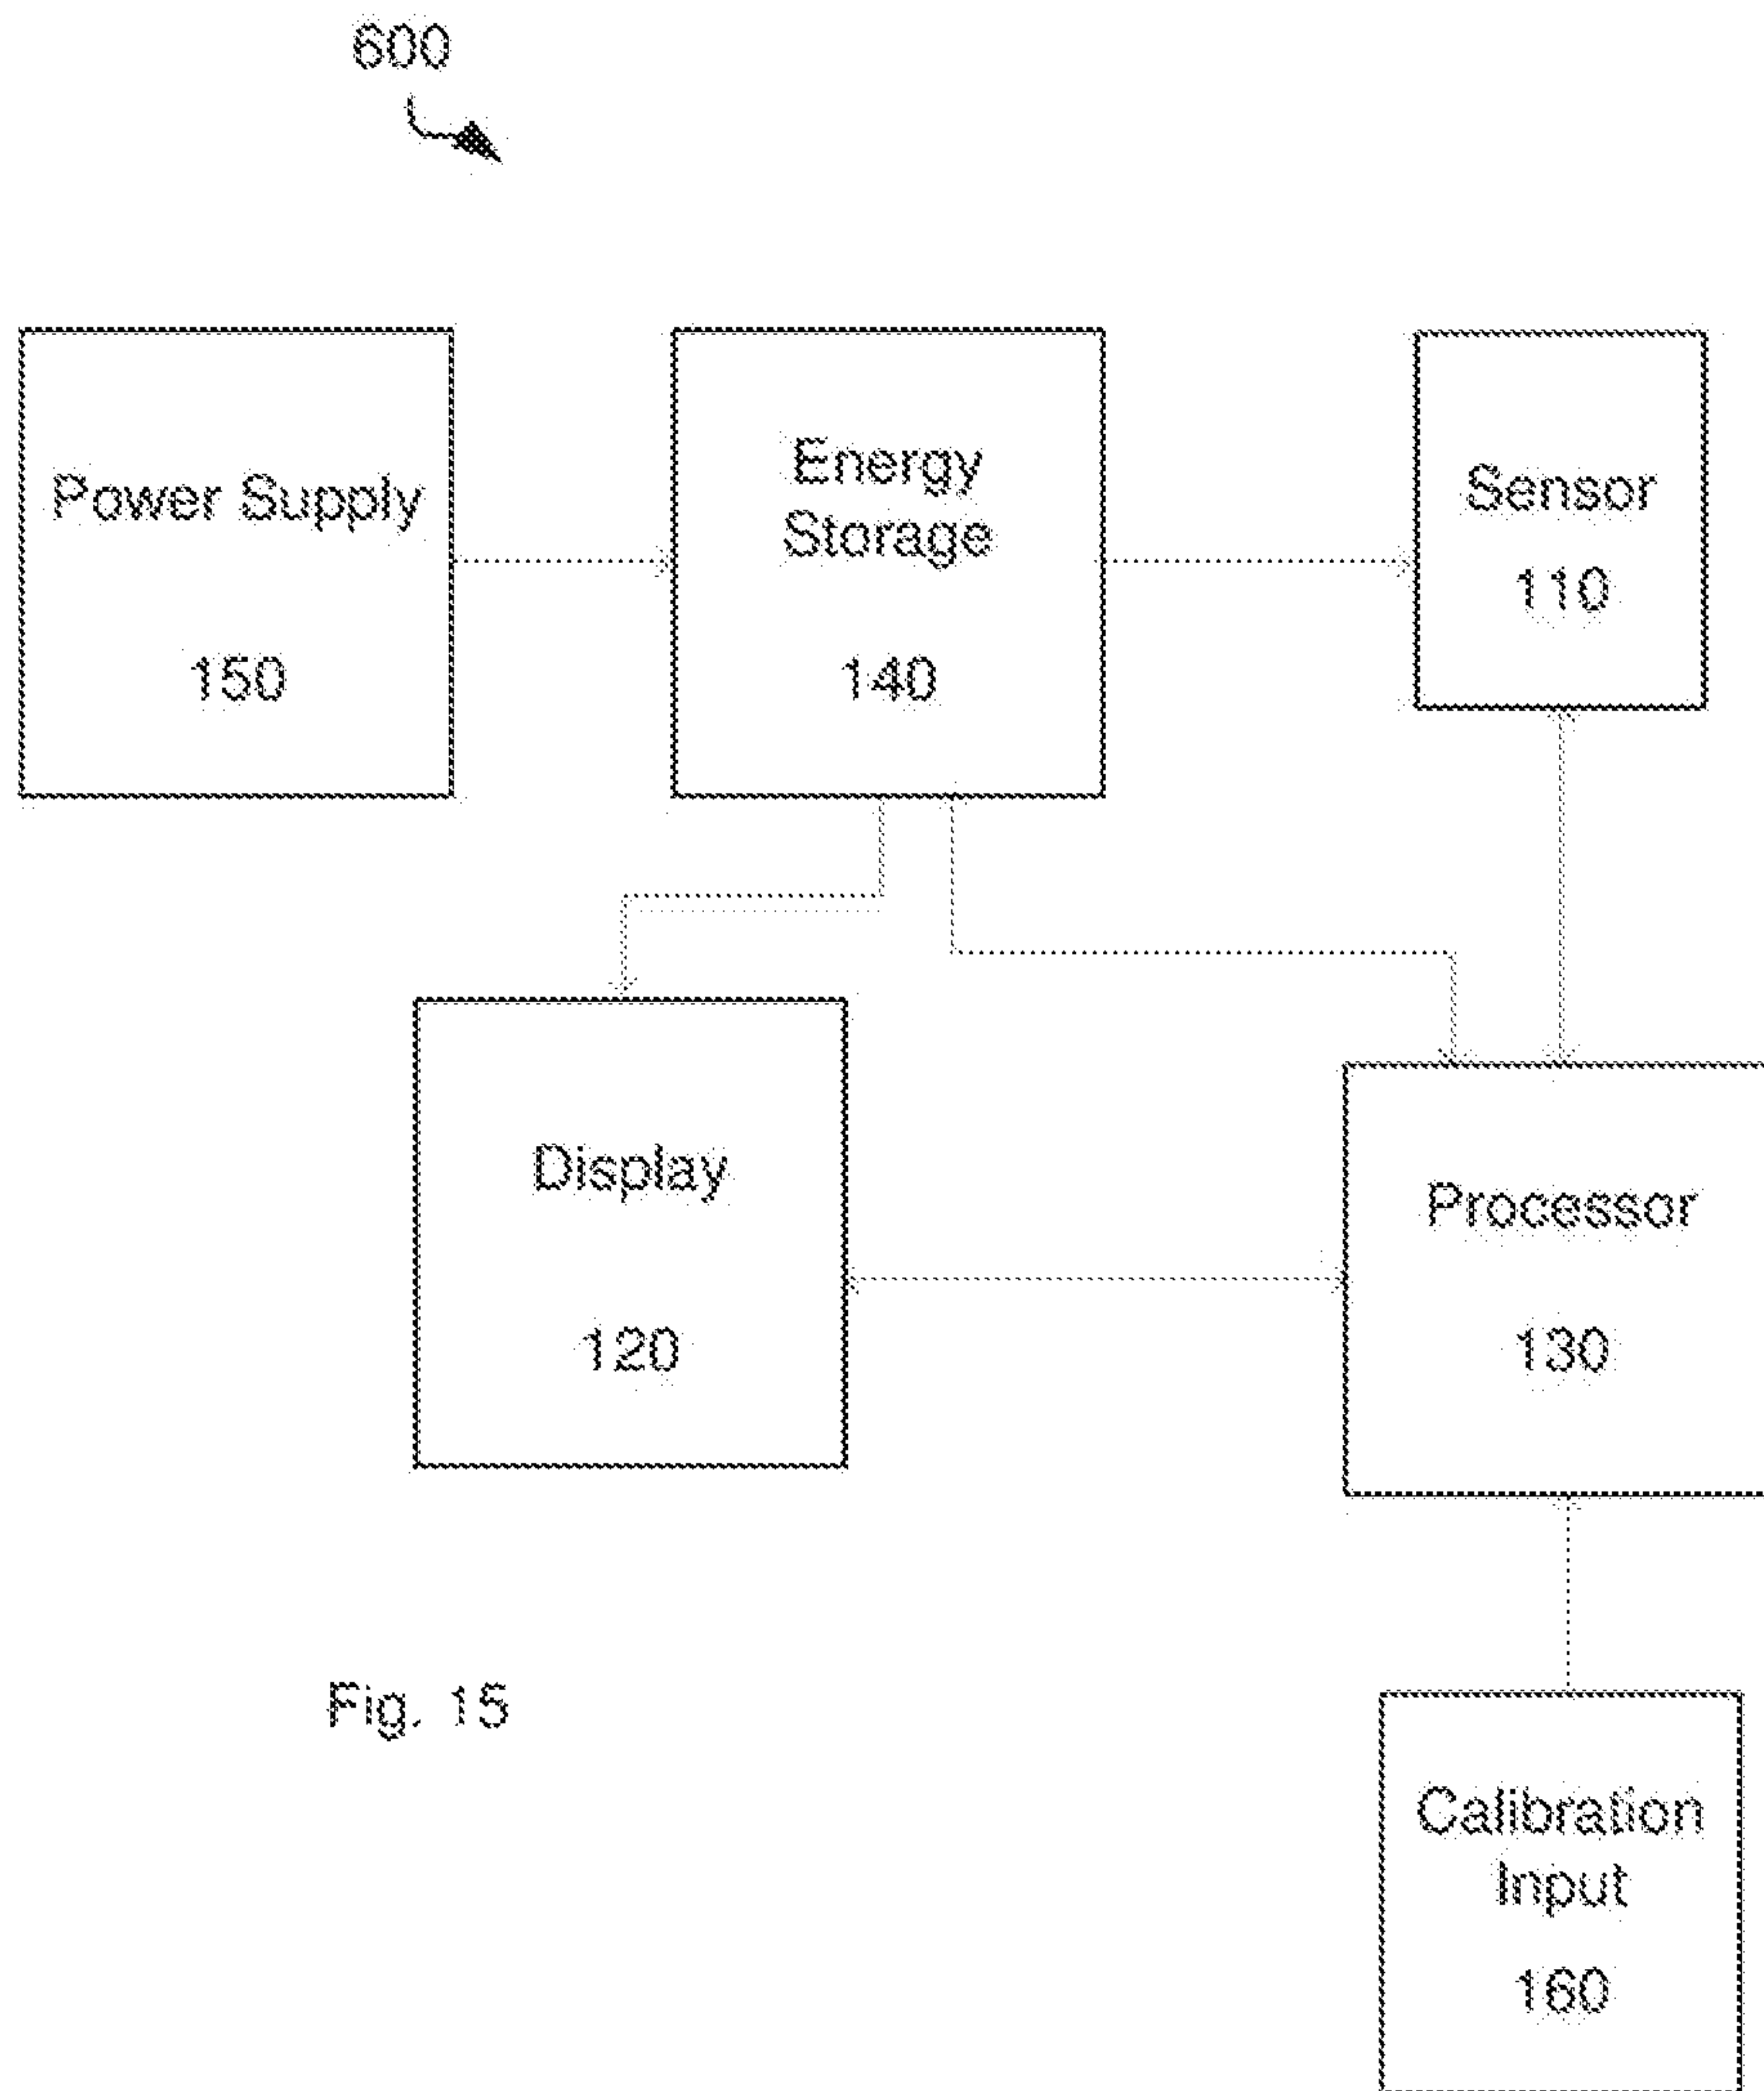 600
Power Supply
150
Energy
Storage
140
Sensor
110
Display
120
Processor
130
Fig. 15
Calibration
Input
160